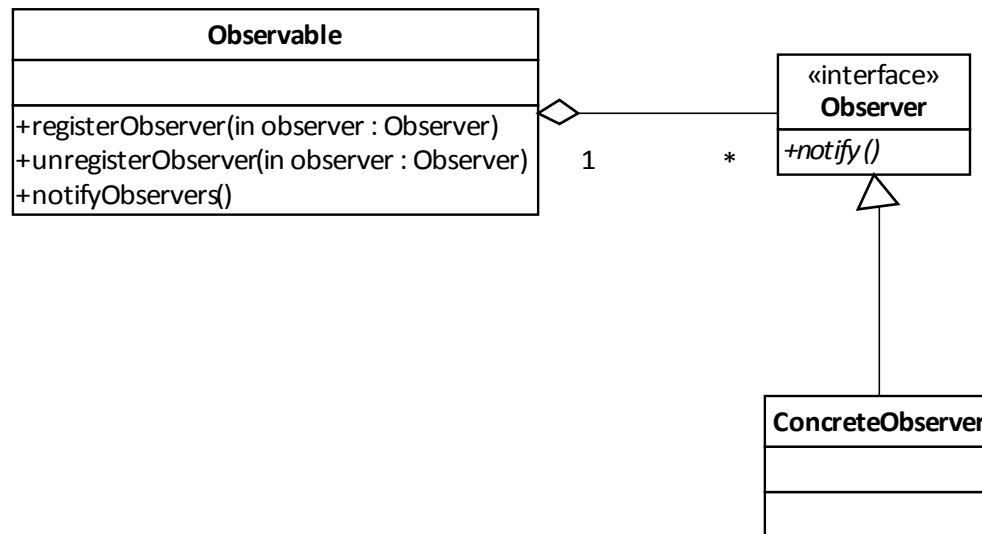 Observable
+registerObserver(in observer : Observer)
+unregisterObserver(in observer : Observer)
+notifyObservers()
1
*
«interface»
Observer
+notify()
ConcreteObserver